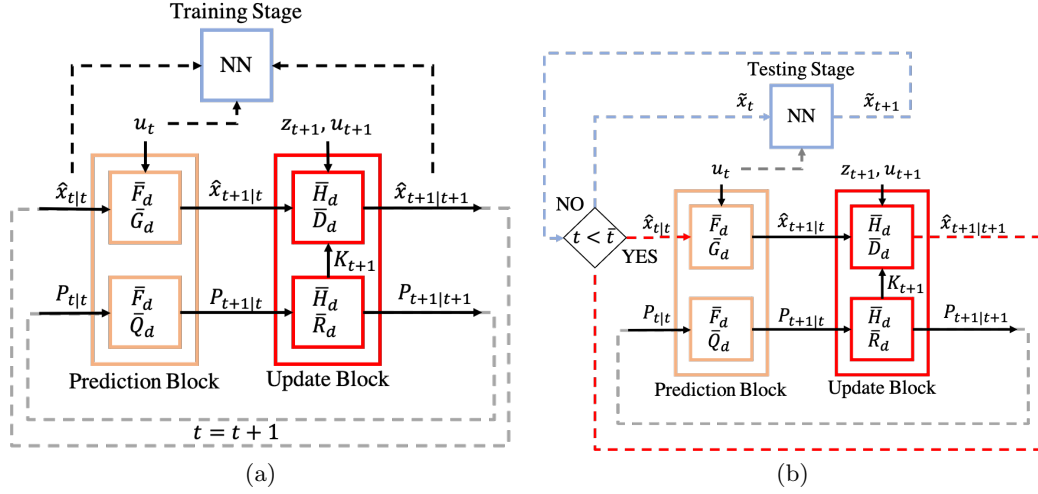 Training Stage
NN
u_t
z_{t+1}, u_{t+1}
x̂_{t|t}
F̅_d
G̅_d
x̂_{t+1|t}
H̅_d
D̅_d
x̂_{t+1|t+1}
K_{t+1}
P_{t|t}
F̅_d
Q̅_d
P_{t+1|t}
H̅_d
R̅_d
P_{t+1|t+1}
Prediction Block
Update Block
t = t + 1
(a)
Testing Stage
x̃_t
NN
x̃_{t+1}
u_t
z_{t+1}, u_{t+1}
NO
t < t̅
YES
x̂_{t|t}
F̅_d
G̅_d
x̂_{t+1|t}
H̅_d
D̅_d
x̂_{t+1|t+1}
K_{t+1}
P_{t|t}
F̅_d
Q̅_d
P_{t+1|t}
H̅_d
R̅_d
P_{t+1|t+1}
Prediction Block
Update Block
(b)